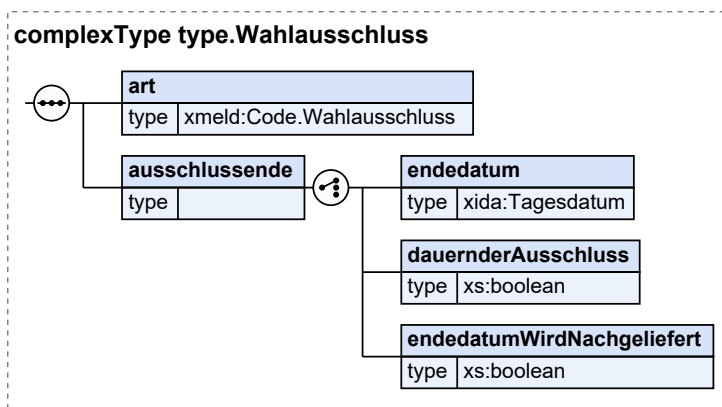 complexType type.Wahlausschluss
art
type xmeld:Code.Wahlausschluss
ausschlussende
type
endedatum
type xida:Tagesdatum
dauernderAusschluss
type xs:boolean
endedatumWirdNachgeliefert
type xs:boolean